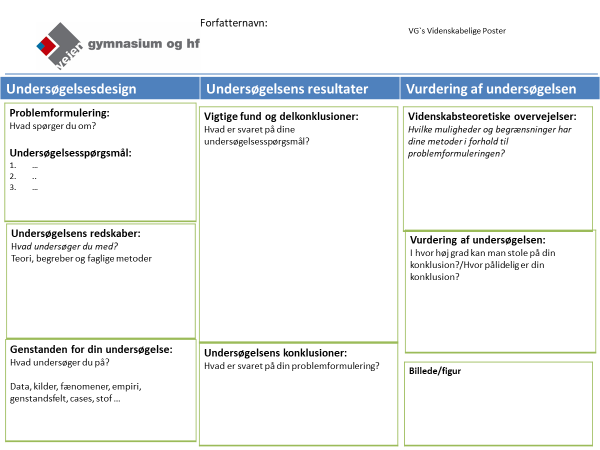 Forfatternavn:
VG`s Videnskabelige Poster
vejen
gymnasium og hf
Undersøgelsesdesign
Problemformulering:
Hvad spørger du om?
Undersøgelsesspørgsmål:
1. …
2. ..
3. …
Undersøgelsens redskaber:
Hvad undersøger du med?
Teori, begreber og faglige metoder
Genstanden for din undersøgelse:
Hvad undersøger du på?
Data, kilder, fænomener, empiri,
genstandsfelt, cases, stof …
Undersøgelsens resultater
Vigtige fund og delkonklusioner:
Hvad er svaret på dine
undersøgelsesspørgsmål?
Undersøgelsens konklusioner:
Hvad er svaret på din problemformulering?
Vurdering af undersøgelsen
Videnskabsteoretiske overvejelser:
Hvilke muligheder og begrænsninger har
dine metoder i forhold til
problemformuleringen?
Vurdering af undersøgelsen:
I hvor høj grad kan man stole på din
konklusion?/Hvor pålidelig er din
konklusion?
Billede/figur